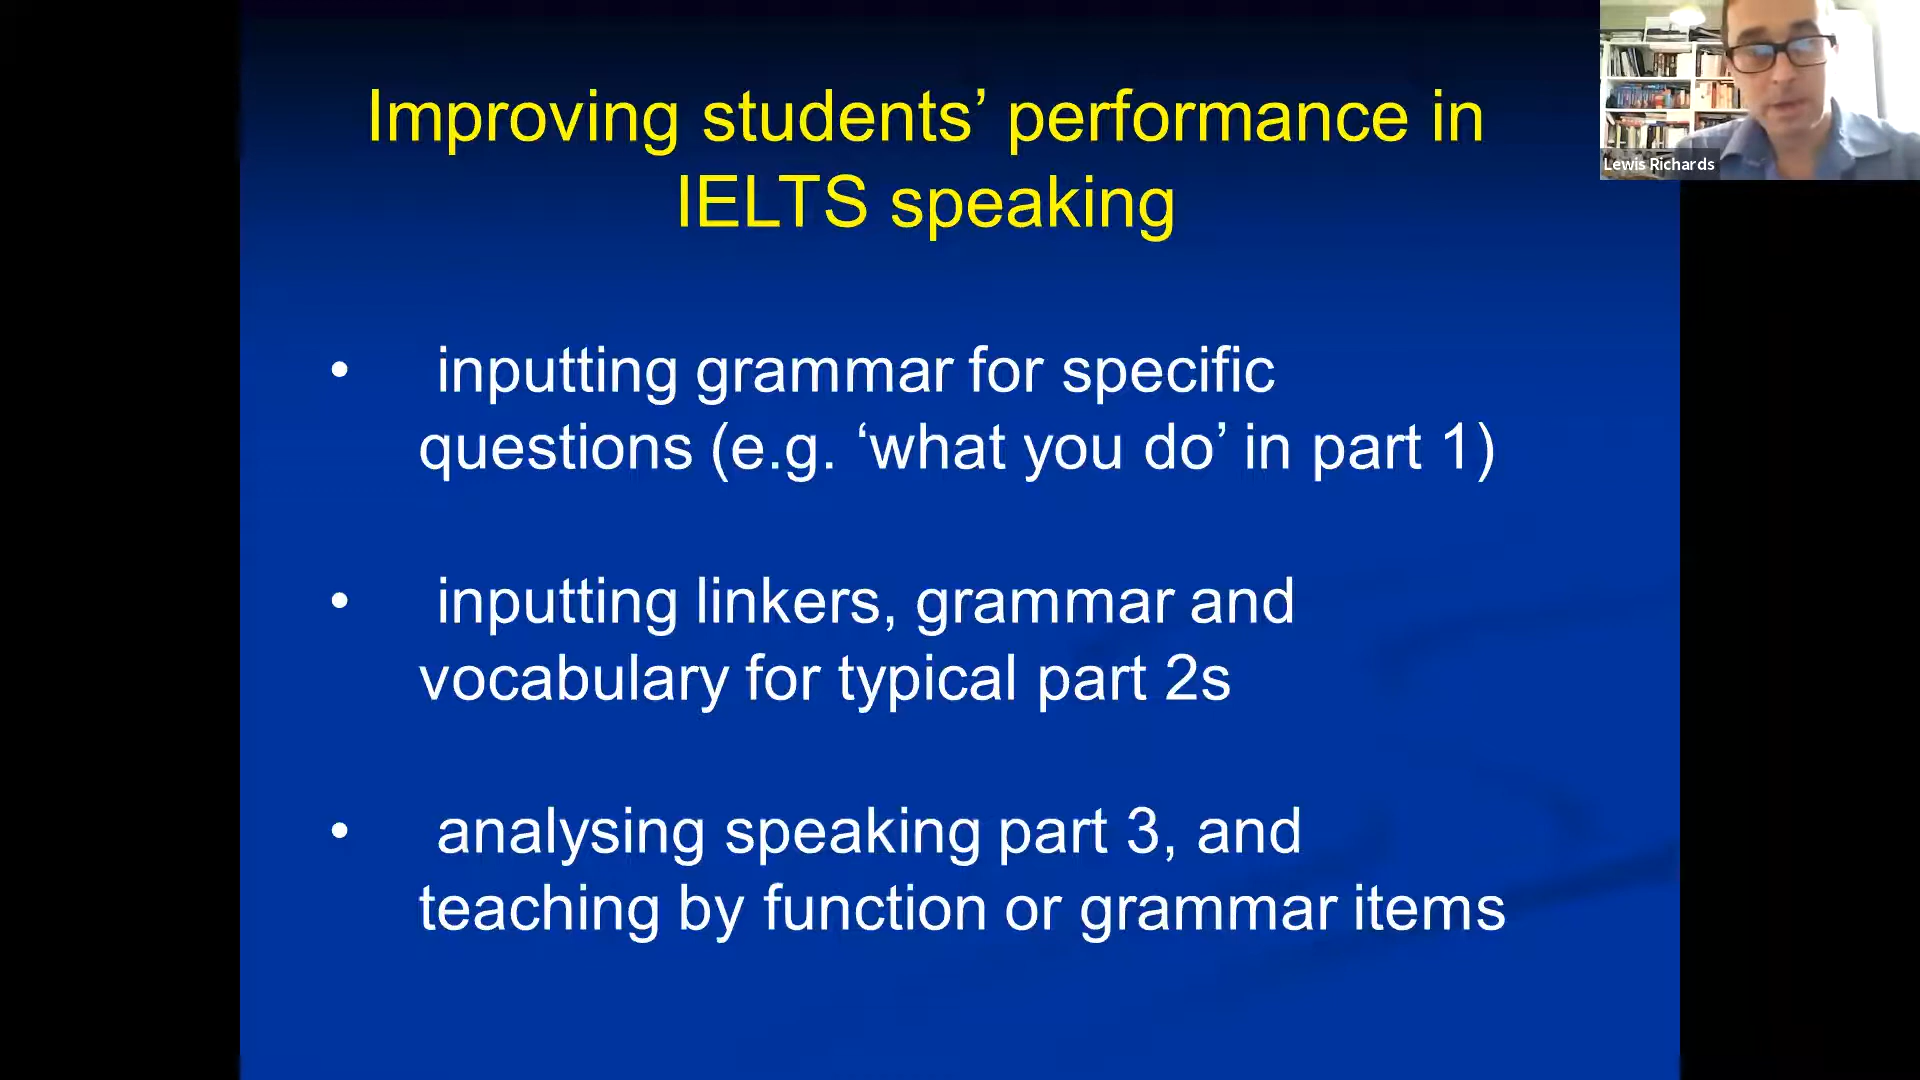 Improving students’ performance in
IELTS speaking
• inputting grammar for specific
questions (e.g. ‘what you do’ in part 1)
• inputting linkers, grammar and
vocabulary for typical part 2s
• analysing speaking part 3, and
teaching by function or grammar items
Lewis Richards